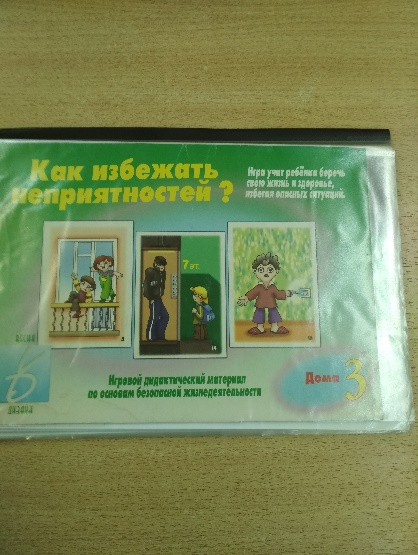 Как избежать
неприятностей?
Игра учит ребёнка беречь
свою жизнь и здоровье,
избегая опасных ситуаций.
7 эт.
Игровой дидактический материал
по основам безопасной жизнедеятельности
Дома 3